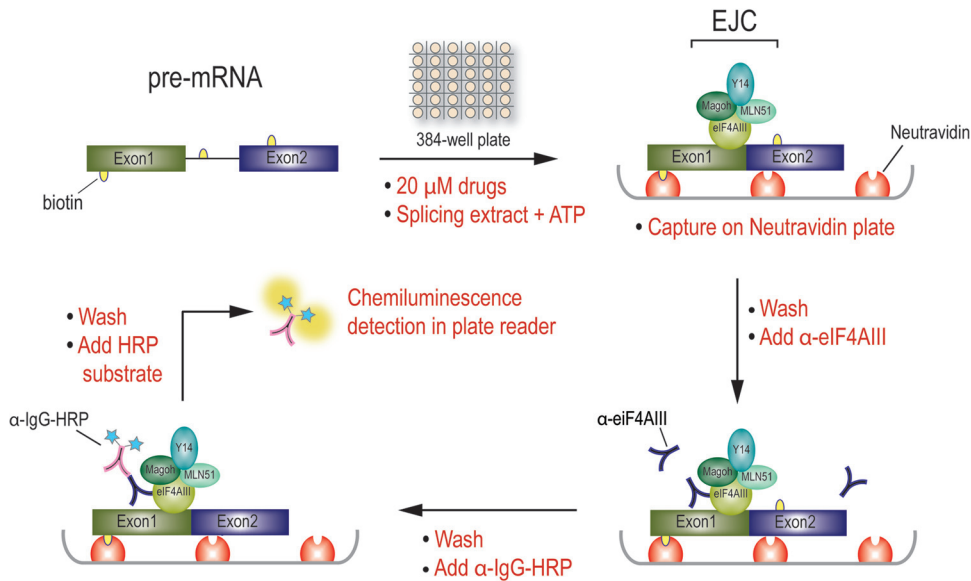 pre-mRNA
Exon1
Exon2
biotin
384-well plate
• 20 µM drugs
• Splicing extract + ATP
EJC
Y14
Magoh
MLN51
eIF4AIII
Exon1
Exon2
Neutravidin
• Capture on Neutravidin plate
• Wash
• Add α-eIF4AIII
α-eiF4AIII
Y14
Magoh
MLN51
eIF4AIII
Exon1
Exon2
• Wash
• Add α-IgG-HRP
α-IgG-HRP
Y14
Magoh
MLN51
eIF4AIII
Exon1
Exon2
• Wash
• Add HRP
substrate
Chemiluminescence
detection in plate reader